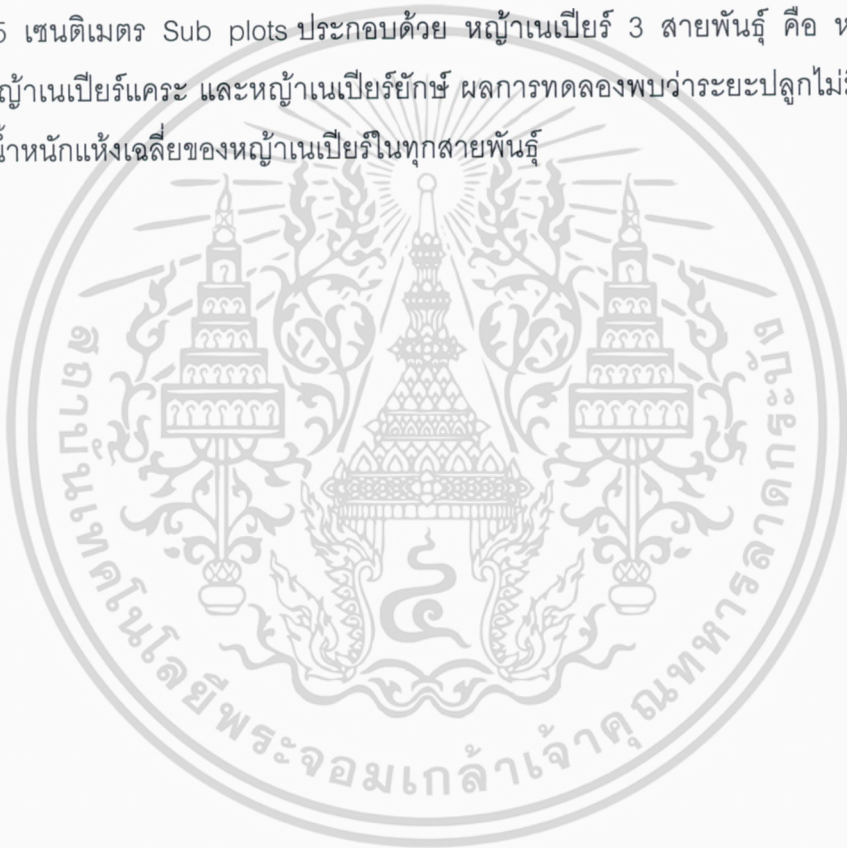 5 เซนติเมตร Sub plots ประกอบด้วย หญ้าเนเปียร์ 3 สายพันธุ์ คือ
หญ้าเนเปียร์แคระ และหญ้าเนเปียร์ยักษ์ ผลการทดลองพบว่าระยะปลูกไม่
น้ำหนักแห้งเฉลี่ยของหญ้าเนเปียร์ในทุกสายพันธุ์
สถาบันเทคโนโลยีพระจอมเกล้าเจ้าคุณทหารลาดกระบัง